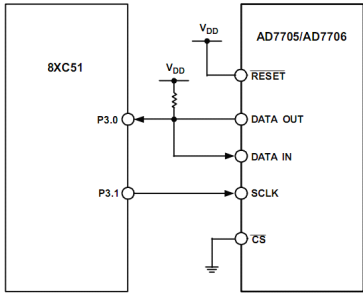 8XC51
P3.0
P3.1
VDD
VDD
AD7705/AD7706
RESET
DATA OUT
DATA IN
SCLK
CS